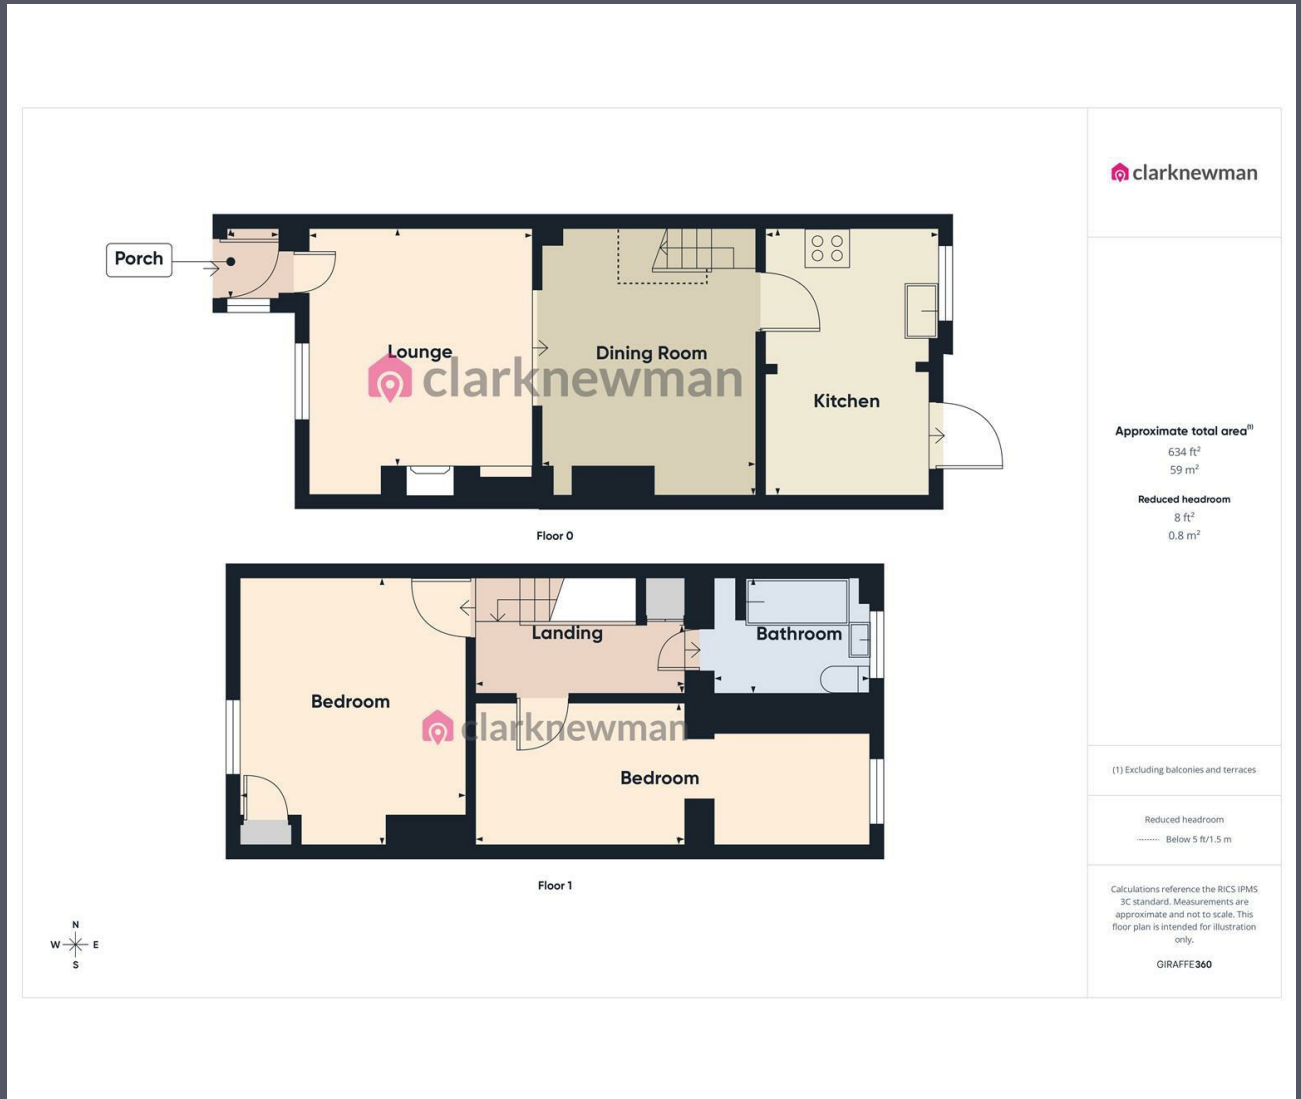 clarknewman
Porch
Lounge
Dining Room
clarknewman
Kitchen
Floor 0
Landing
Bathroom
Bedroom
clarknewman
Bedroom
Floor 1
N
W E
S
Approximate total area(1)
634 ft²
59 m²
Reduced headroom
8 ft²
0.8 m²
(1) Excluding balconies and terraces
Reduced headroom
Below 5 ft/1.5 m
Calculations reference the RICS IPMS
3C standard. Measurements are
approximate and not to scale. This
floor plan is intended for illustration
only.
GIRAFFE360